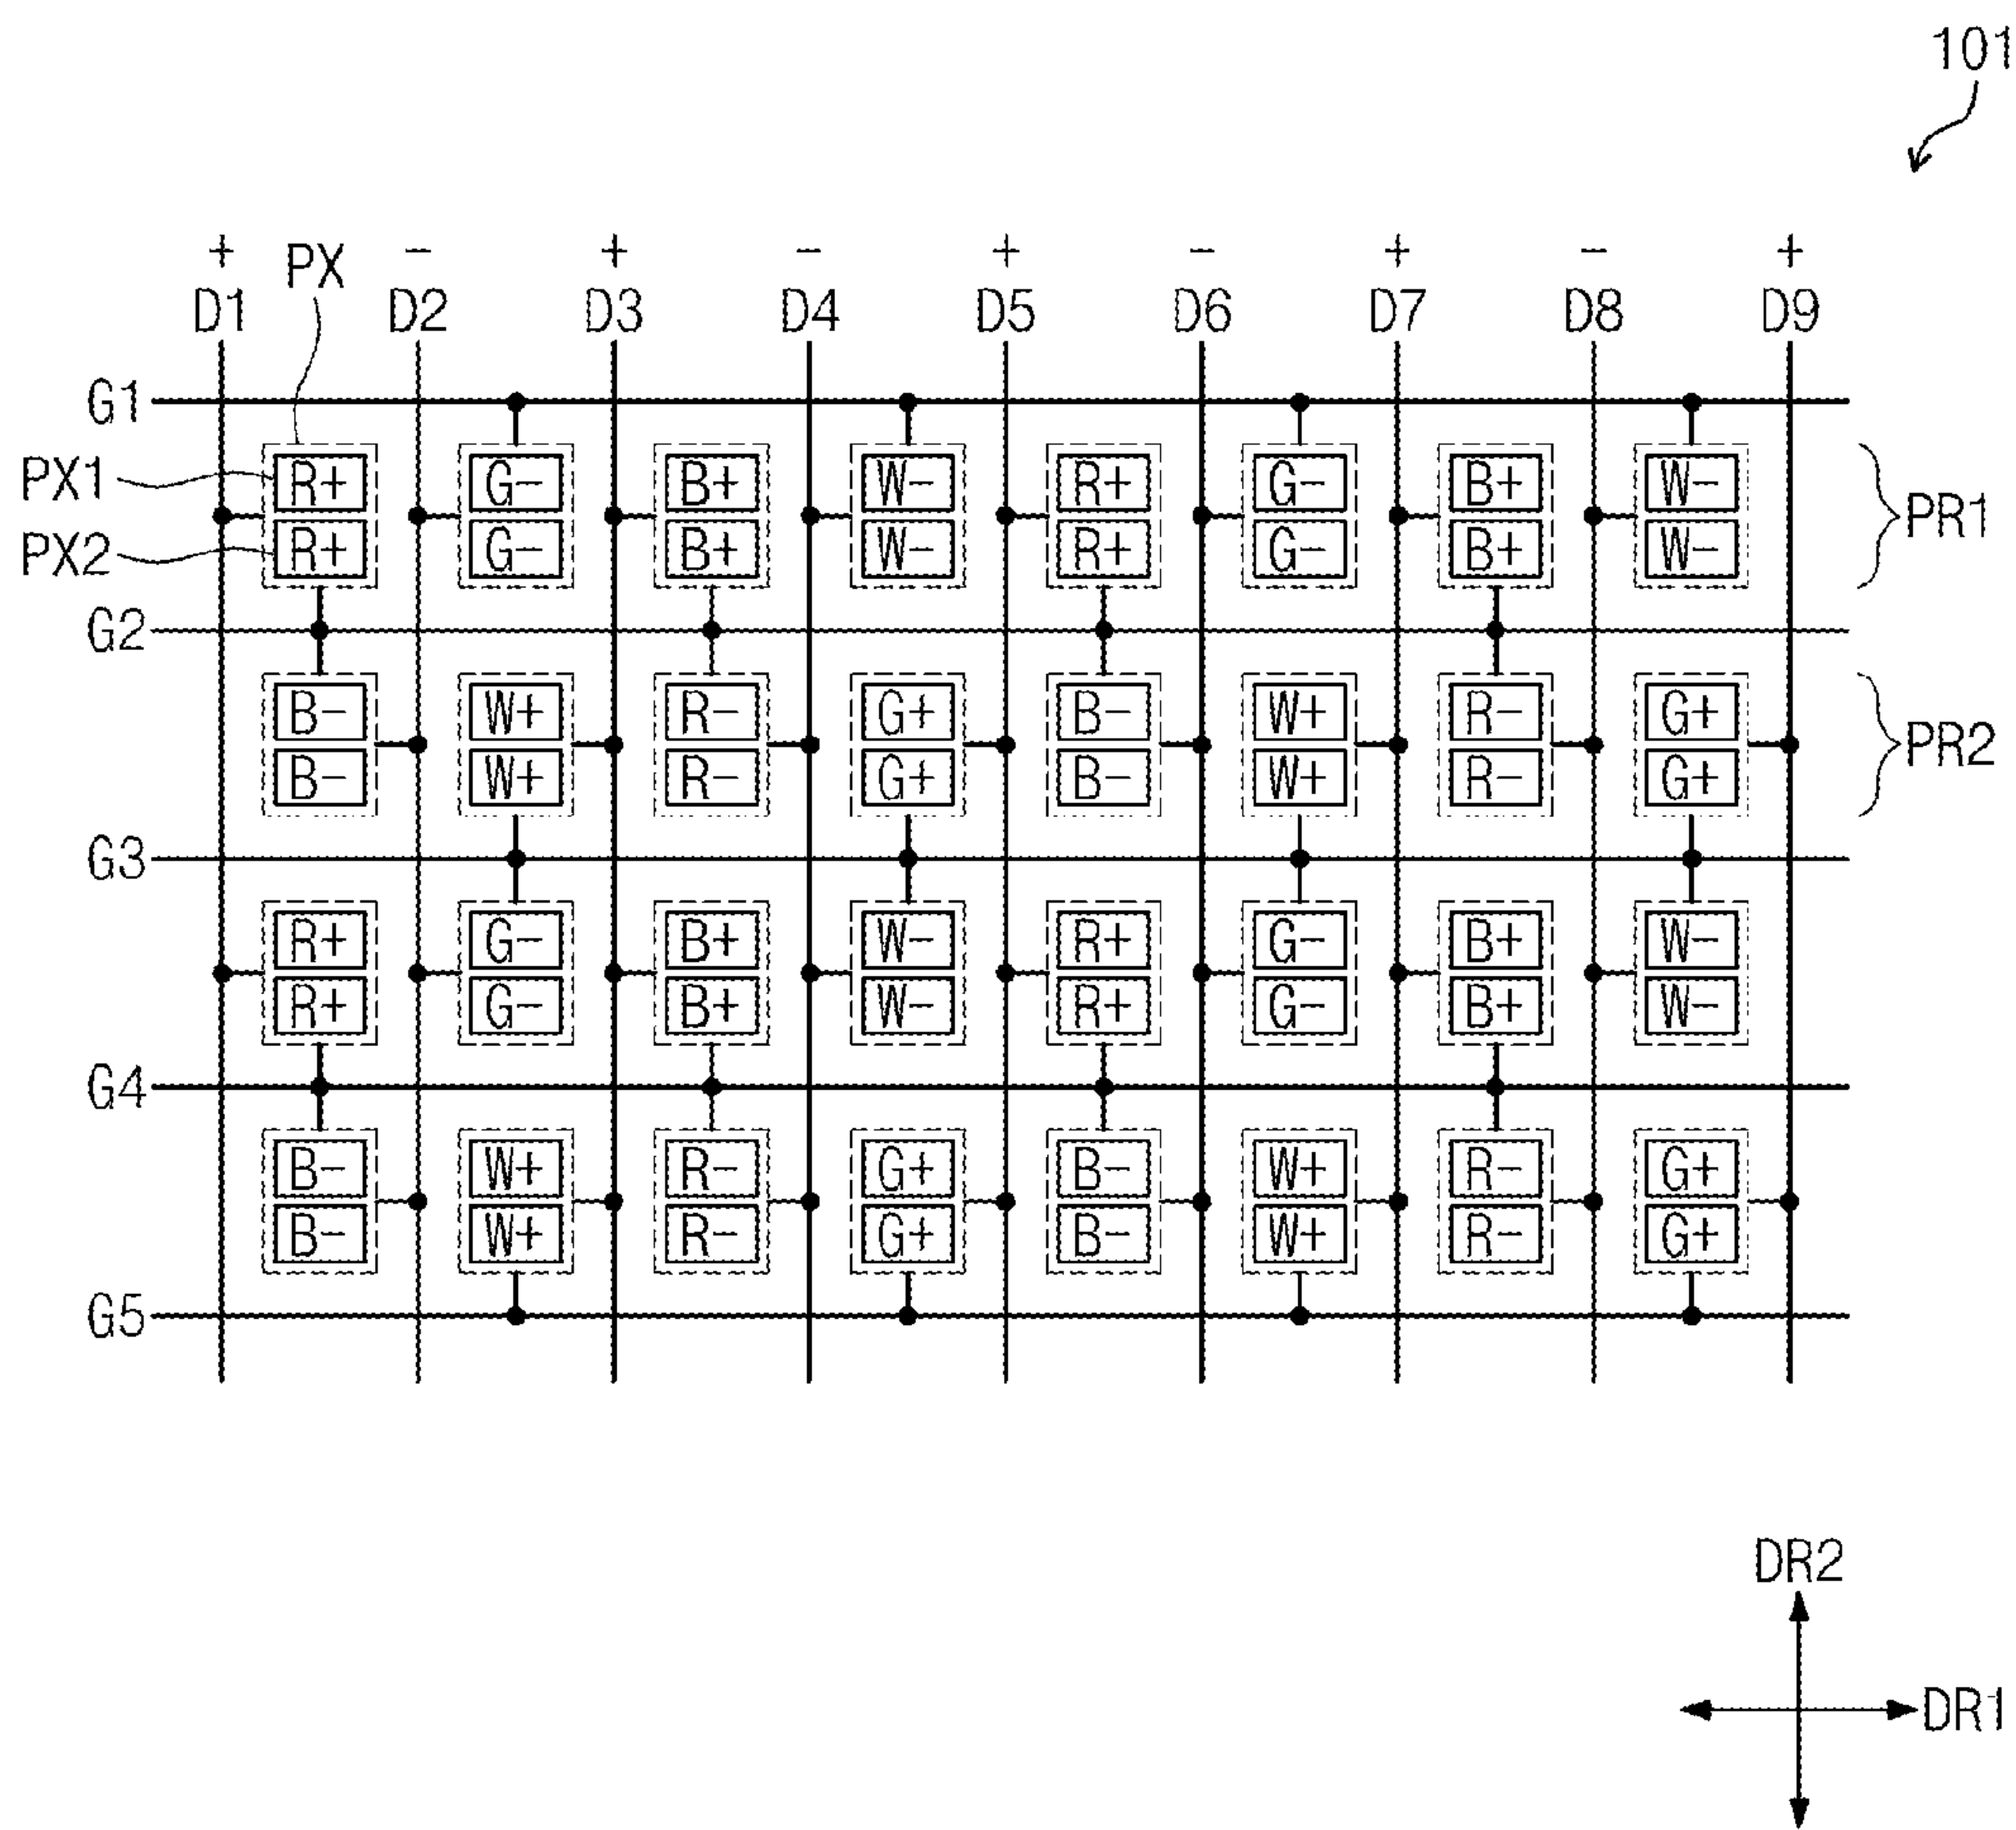 101
+ - + - + - + - +
PX
D1 D2 D3 D4 D5 D6 D7 D8 D9
G1
PX1 R+ G- B+ W- R+ G- B+ W-
PR1
PX2 R+ G- B+ W- R+ G- B+ W-
G2
B- W+ R- G+ B- W+ R- G+
PR2
B- W+ R- G+ B- W+ R- G+
G3
R+ G- B+ W- R+ G- B+ W-
R+ G- B+ W- R+ G- B+ W-
G4
B- W+ R- G+ B- W+ R- G+
B- W+ R- G+ B- W+ R- G+
G5
DR2
DR1